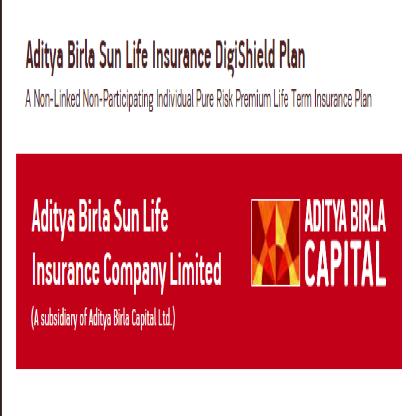 Aditya Birla Sun Life Insurance DigiShield Plan
A Non-Linked Non-Participating Individual Pure Risk Premium Life Term Insurance Plan
Aditya Birla Sun Life
Insurance Company Limited
(A subsidiary of Aditya Birla Capital Ltd.)
ADITYA BIRLA
CAPITAL